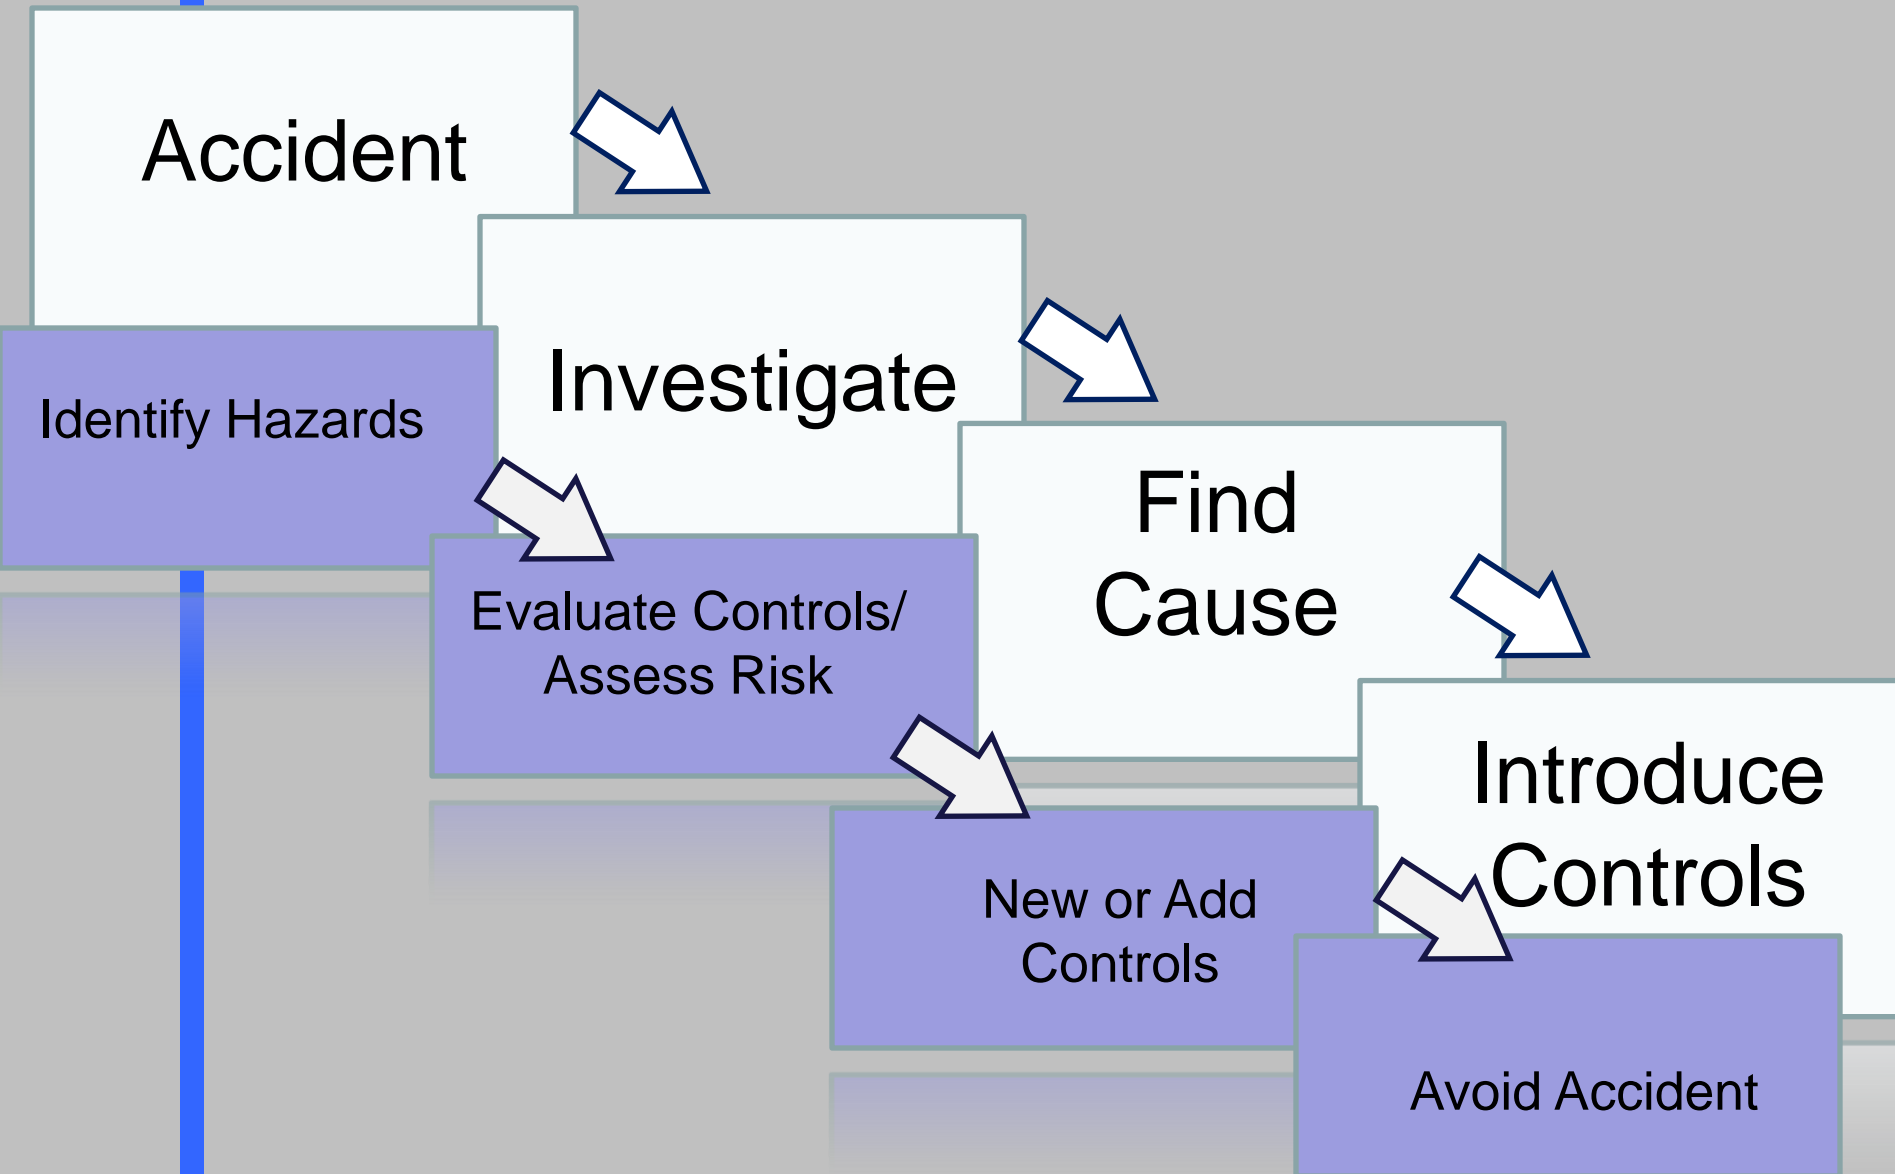 Accident
Identify Hazards
Investigate
Evaluate Controls/
Assess Risk
Find
Cause
New or Add
Controls
Introduce
Controls
Avoid Accident